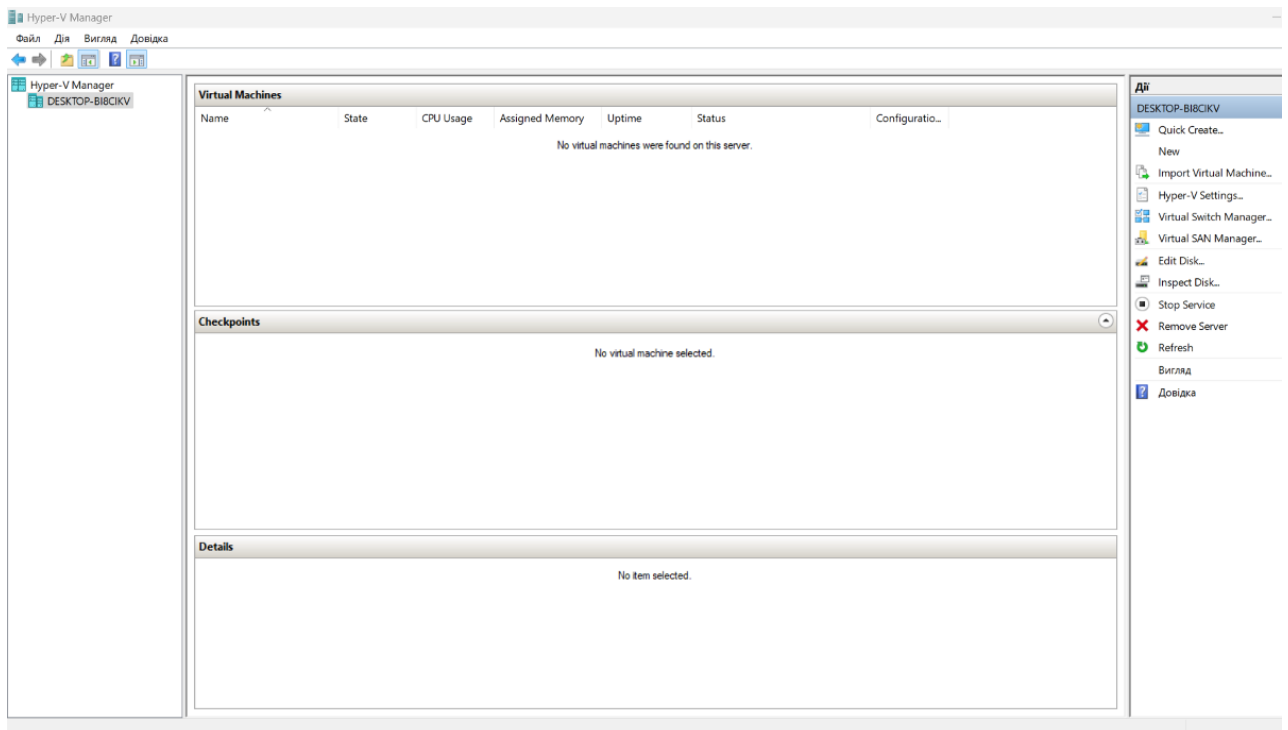 Hyper-V Manager
Файл Дія Вигляд Довідка
Hyper-V Manager
DESKTOP-BI8CIKV
Virtual Machines
Name State CPU Usage Assigned Memory Uptime Status Configuratio...
No virtual machines were found on this server.
Checkpoints
No virtual machine selected.
Details
No item selected.
Дії
DESKTOP-BI8CIKV
Quick Create...
New
Import Virtual Machine...
Hyper-V Settings...
Virtual Switch Manager...
Virtual SAN Manager...
Edit Disk...
Inspect Disk...
Stop Service
Remove Server
Refresh
Вигляд
Довідка